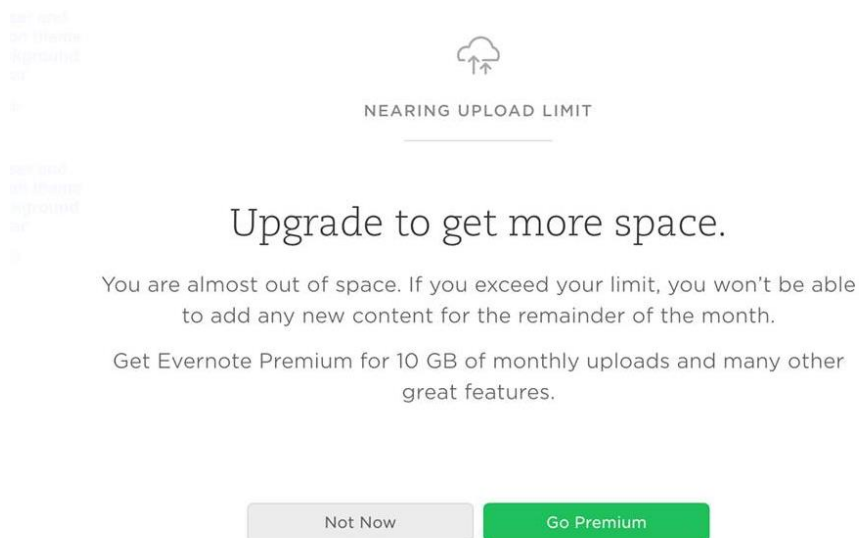 NEARING UPLOAD LIMIT
Upgrade to get more space.
You are almost out of space. If you exceed your limit, you won’t be able
to add any new content for the remainder of the month.
Get Evernote Premium for 10 GB of monthly uploads and many other
great features.
Not Now
Go Premium